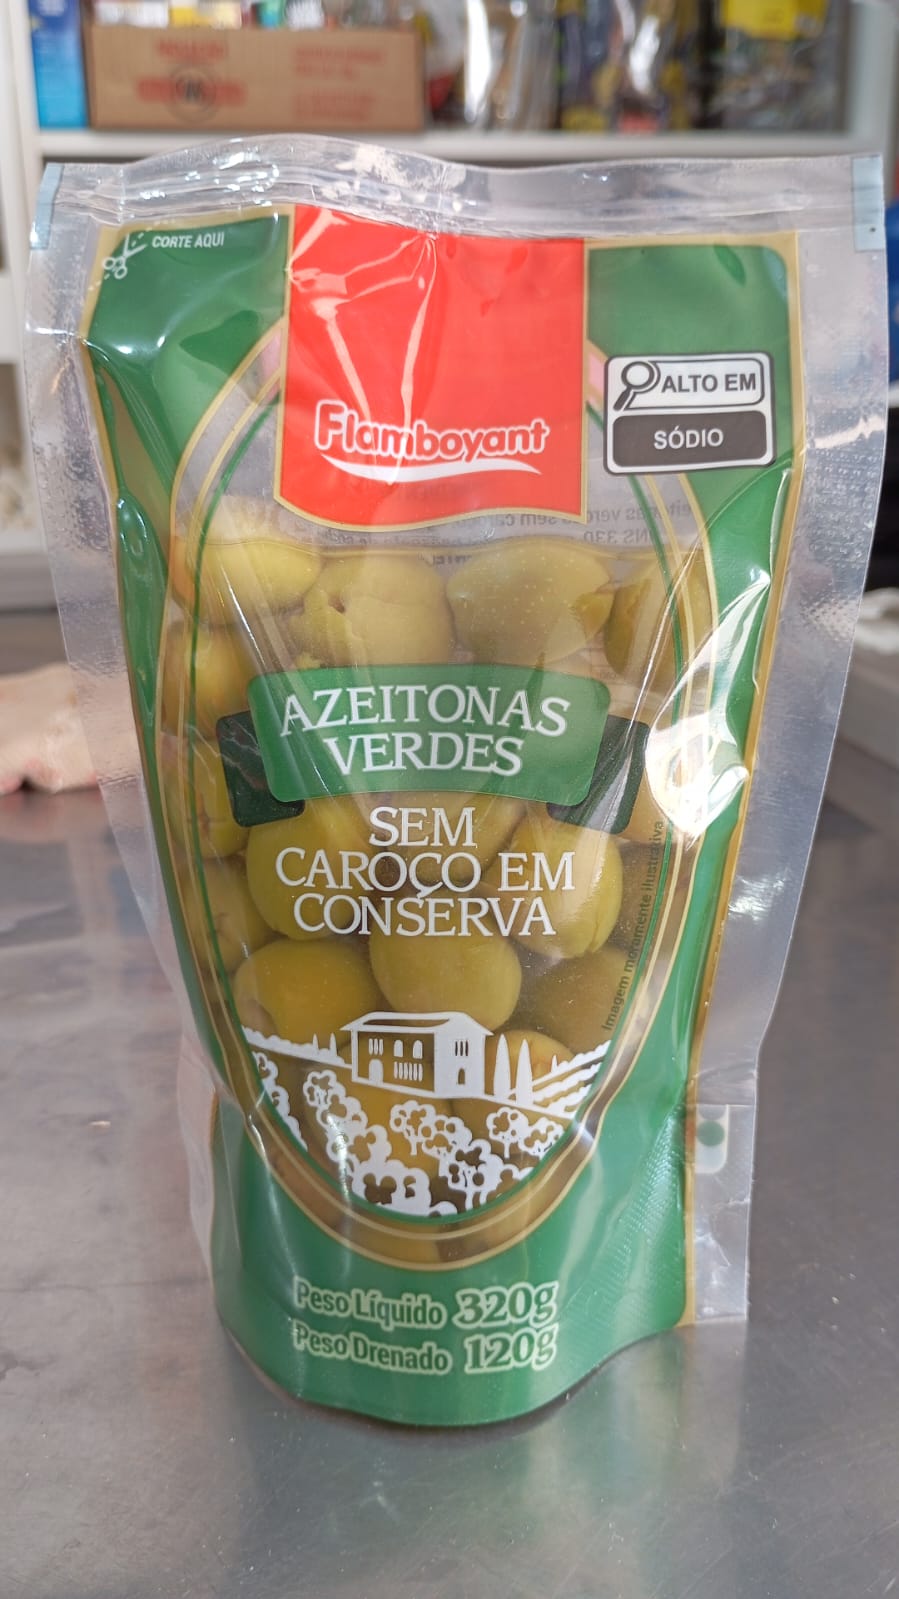 CORTE AQUI
Flamboyant
ALTO EM
SÓDIO
AZEITONAS
VERDES
SEM
CAROÇO EM
CONSERVA
Imagem meramente ilustrativa
Peso Líquido 320g
Peso Drenado 120g